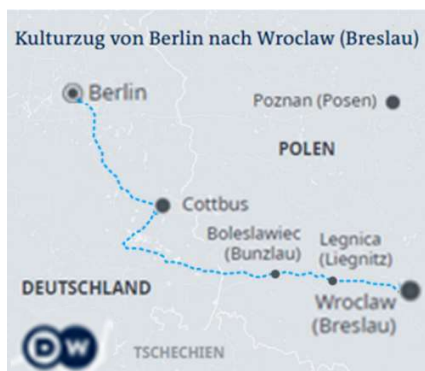 Kulturzug von Berlin nach Wroclaw (Breslau)
Berlin
Poznan (Posen)
POLEN
Cottbus
Boleslawiec
(Bunzlau)
Legnica
(Liegnitz)
DEUTSCHLAND
Wroclaw
(Breslau)
DW
TSCHECHIEN